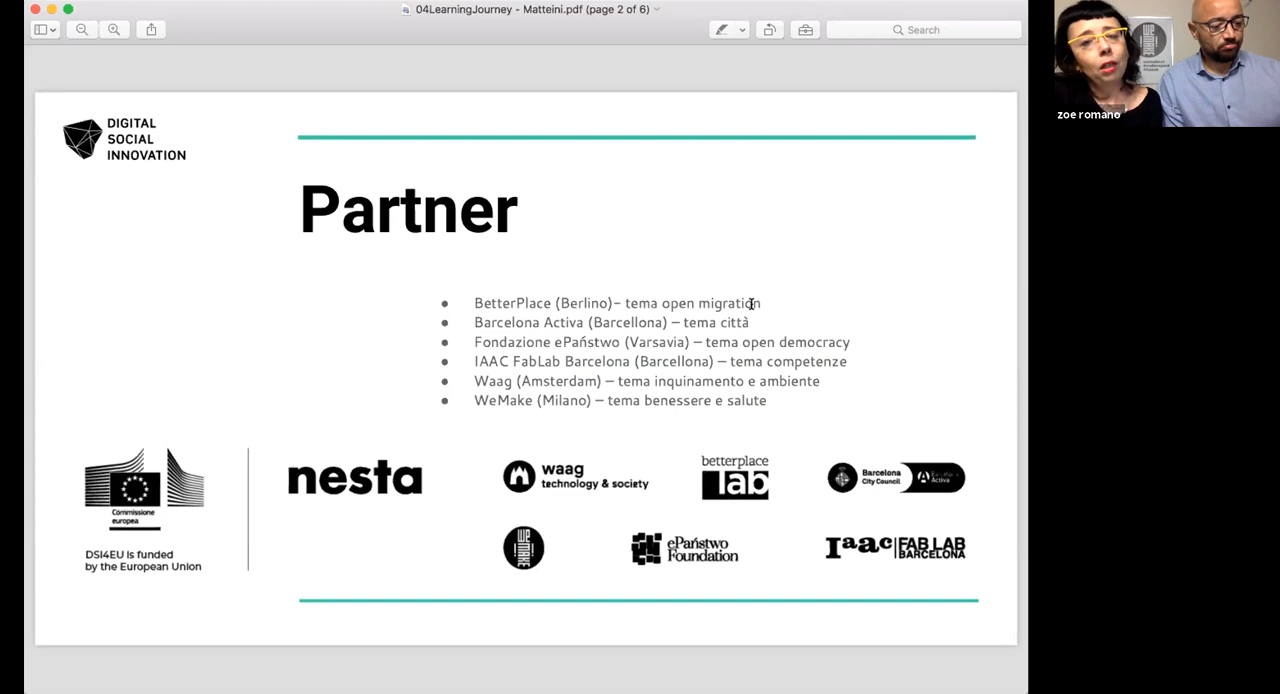 04LearningJourney - Matteini.pdf (page 2 of 6)
Search
zoe romano
DIGITAL
SOCIAL
INNOVATION
Partner
BetterPlace (Berlino)– tema open migration
Barcelona Activa (Barcellona) – tema città
Fondazione ePaństwo (Varsavia) – tema open democracy
IAAC FabLab Barcelona (Barcellona) – tema competenze
Waag (Amsterdam) – tema inquinamento e ambiente
WeMake (Milano) – tema benessere e salute
Commissione
europea
DSI4EU is funded
by the European Union
nesta
waag
technology & society
betterplace
lab
Barcelona
City Council
Activa
WE
MAKE
ePaństwo
Foundation
Iaac
FAB LAB
BARCELONA